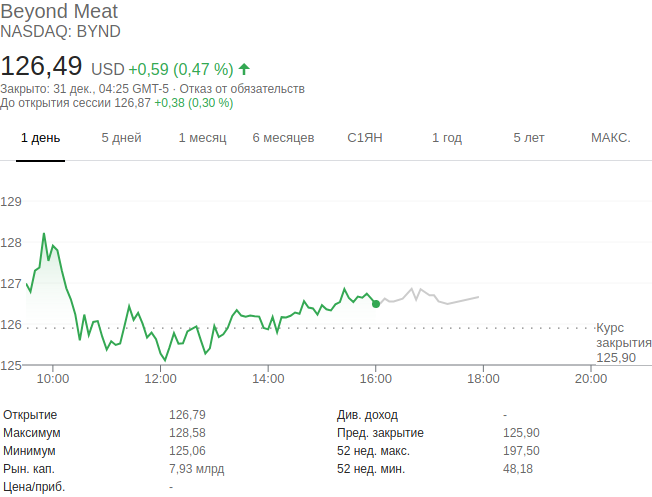 Beyond Meat
NASDAQ: BYND
126,49 USD +0,59 (0,47 %)
Закрыто: 31 дек., 04:25 GMT-5 · Отказ от обязательств
До открытия сессии 126,87 +0,38 (0,30 %)
1 день 5 дней 1 месяц 6 месяцев С1ЯН 1 год 5 лет МАКС.
129
128
127
126
Курс
закрытия
125,90
125
10:00 12:00 14:00 16:00 18:00 20:00
Открытие 126,79 Див. доход -
Максимум 128,58 Пред. закрытие 125,90
Минимум 125,06 52 нед. макс. 197,50
Рын. кап. 7,93 млрд 52 нед. мин. 48,18
Цена/приб. -